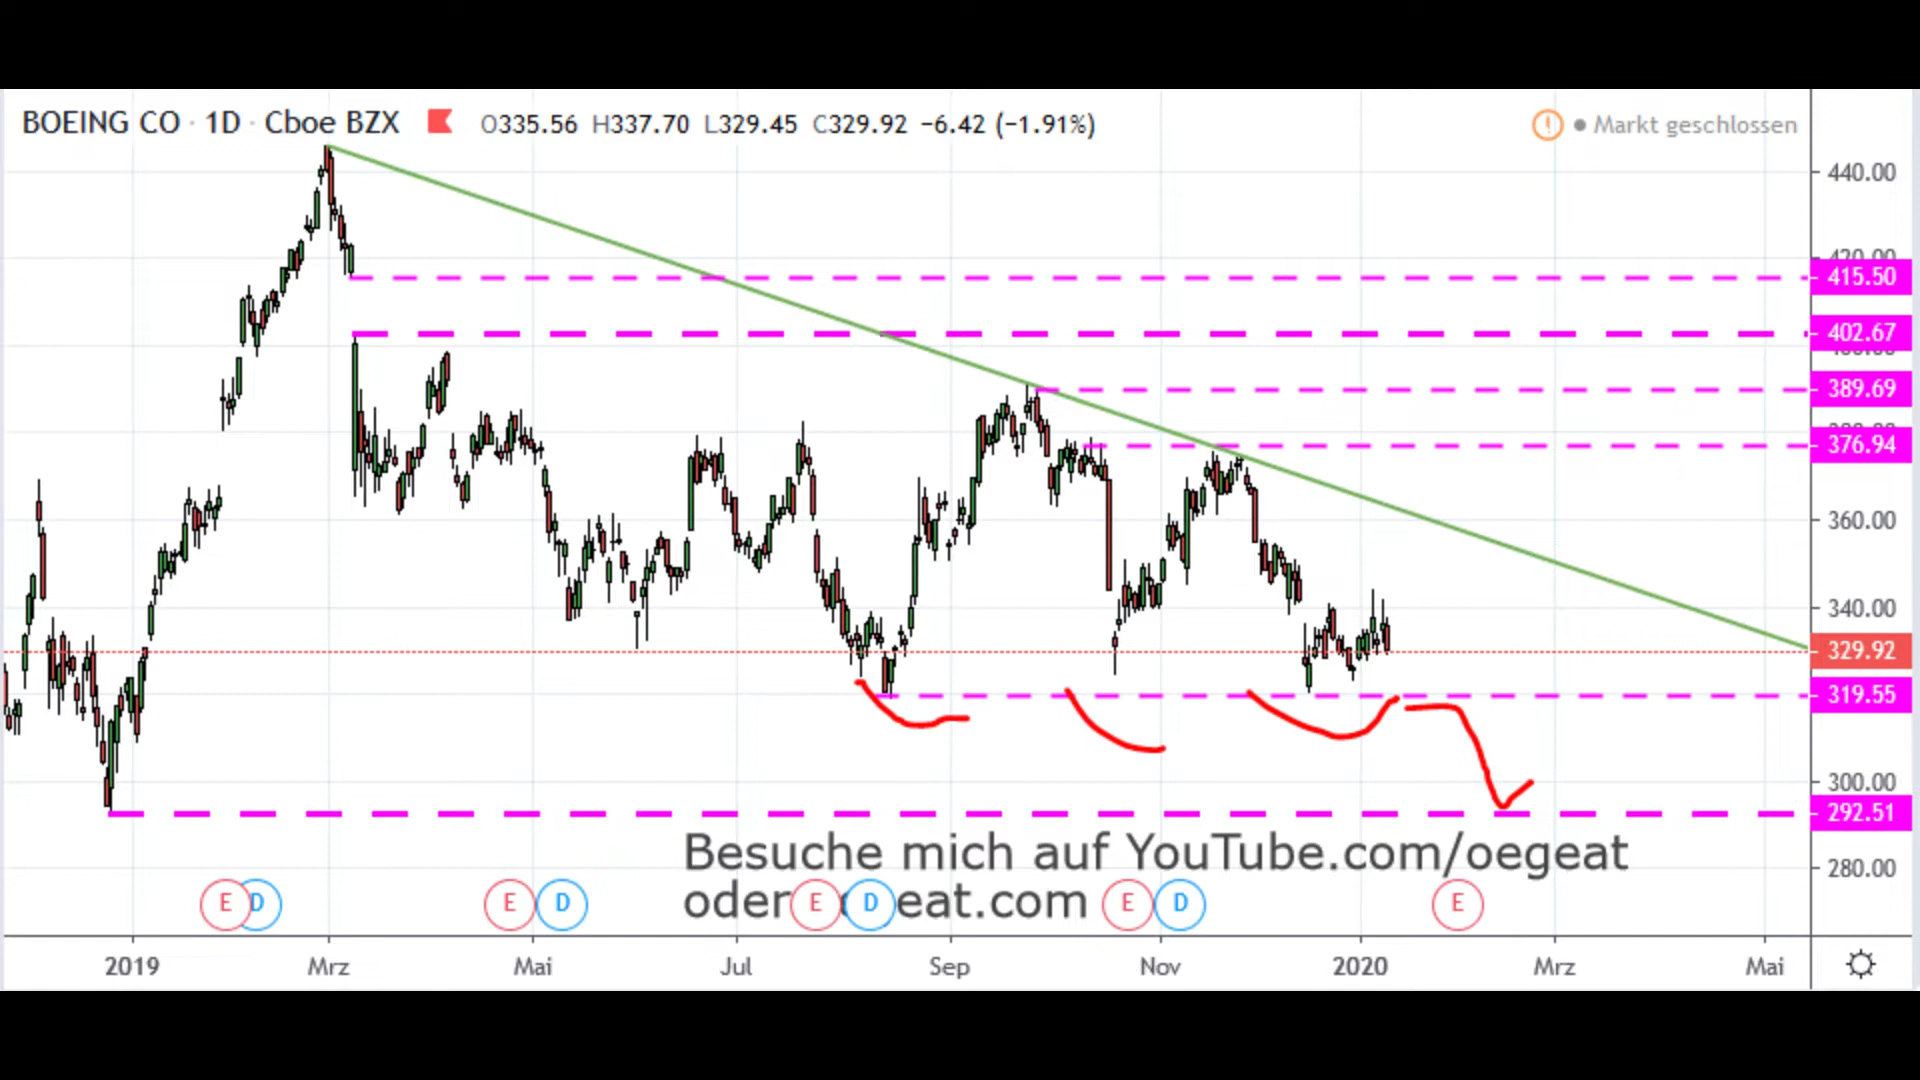 BOEING CO · 1D · Cboe BZX O335.56 H337.70 L329.45 C329.92 −6.42 (−1.91%)
Markt geschlossen
440.00
420.00
415.50
402.67
389.69
376.94
360.00
340.00
329.92
319.55
300.00
292.51
280.00
Besuche mich auf YouTube.com/oegeat
oder eat.com
E D E D E D E D E
2019 Mrz Mai Jul Sep Nov 2020 Mrz Mai